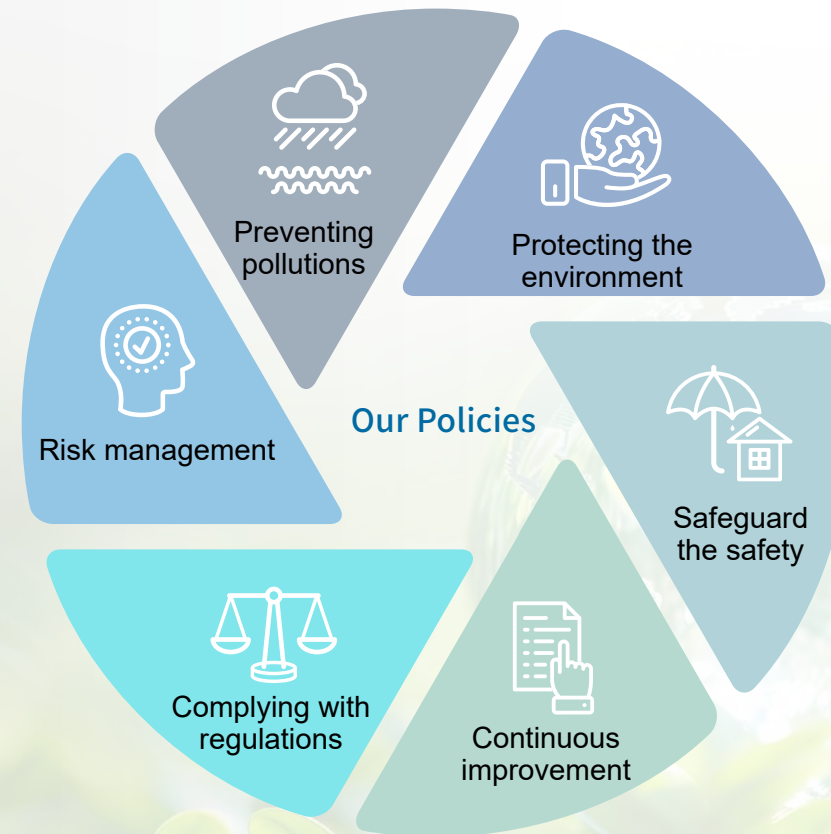 Preventing
pollutions
Protecting the
environment
Our Policies
Risk management
Safeguard
the safety
Complying with
regulations
Continuous
improvement